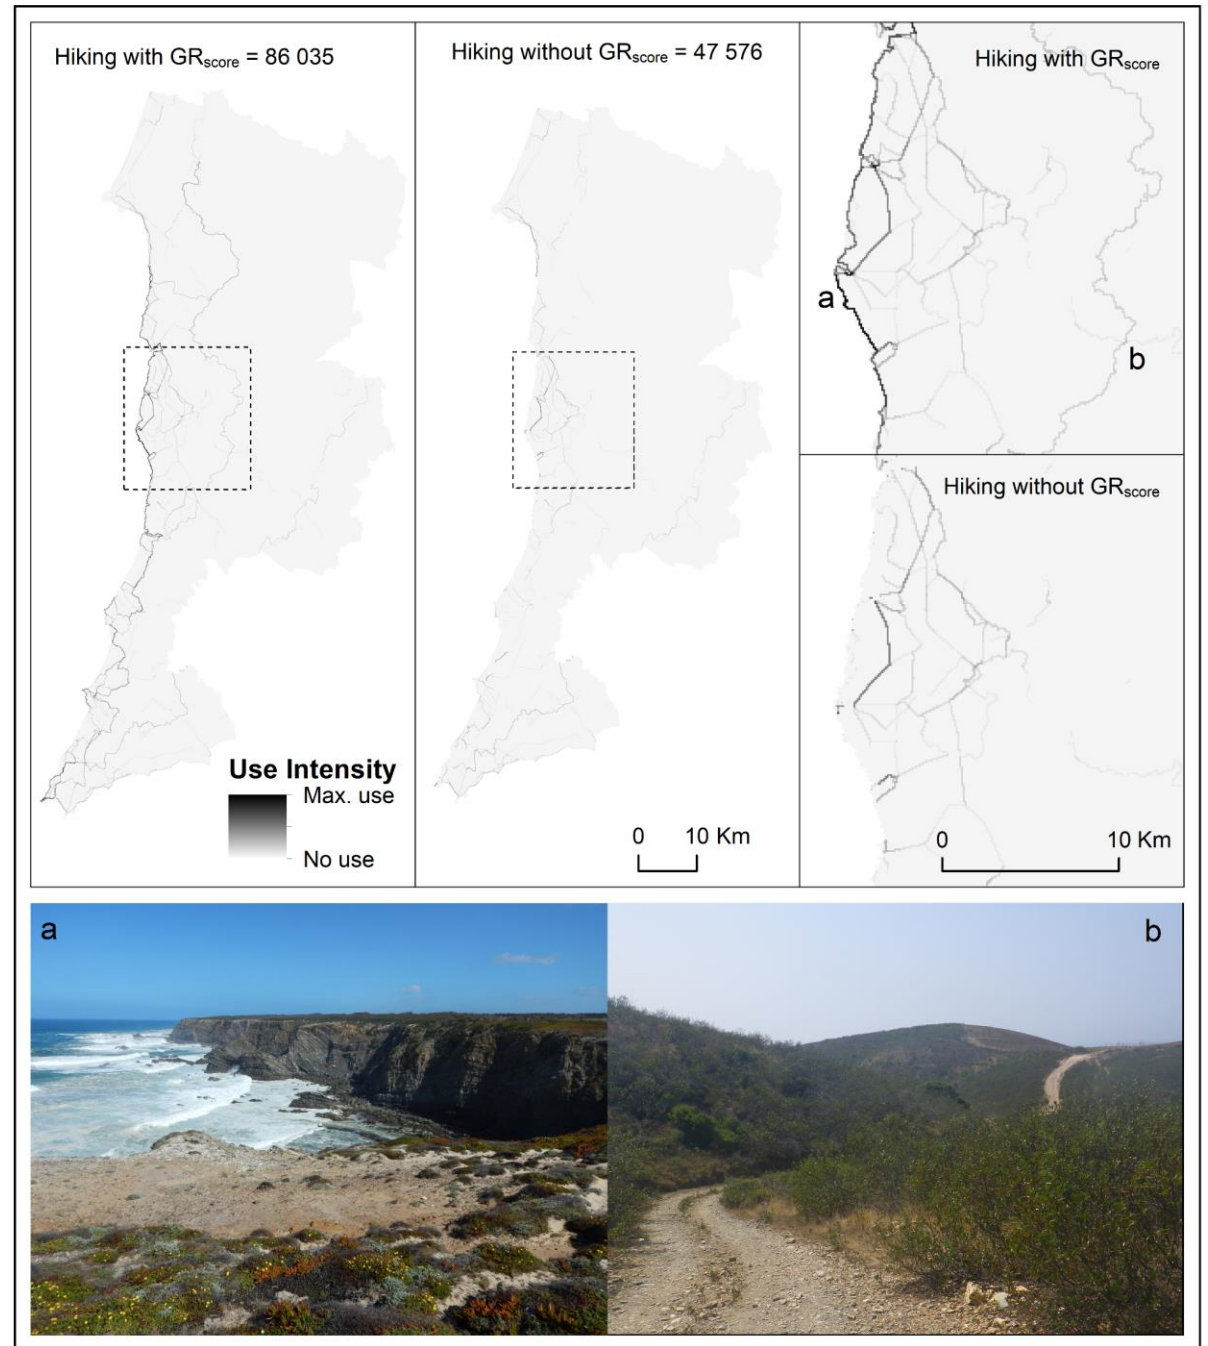 Hiking with GRscore = 86 035
Hiking without GRscore = 47 576
Hiking with GRscore
a
b
Hiking without GRscore
Use Intensity
Max. use
No use
0 10 Km
0 10 Km
a
b